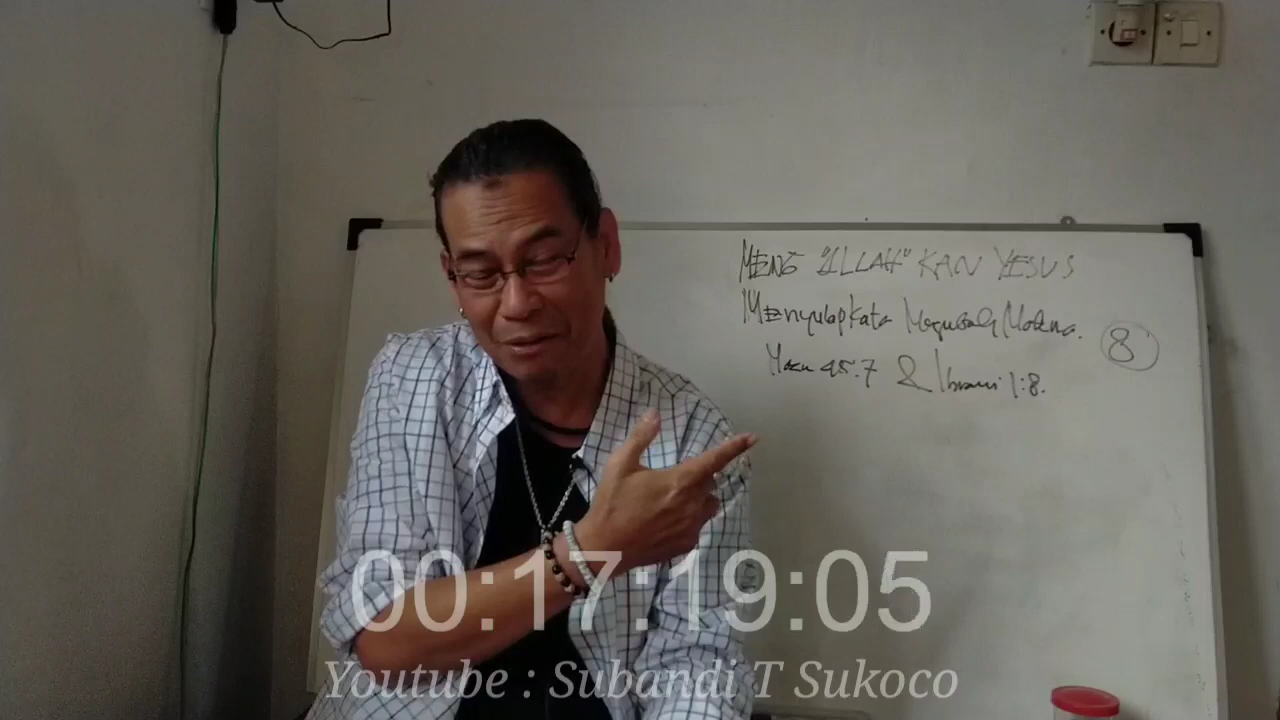 MENG "ILLAH" KAN YESUS
Menyulap Kata Mengubah Makna.
Mazm 45.7 & Ibrani 1:8.
8
00:17:19:05
Youtube : Subandi T Sukoco